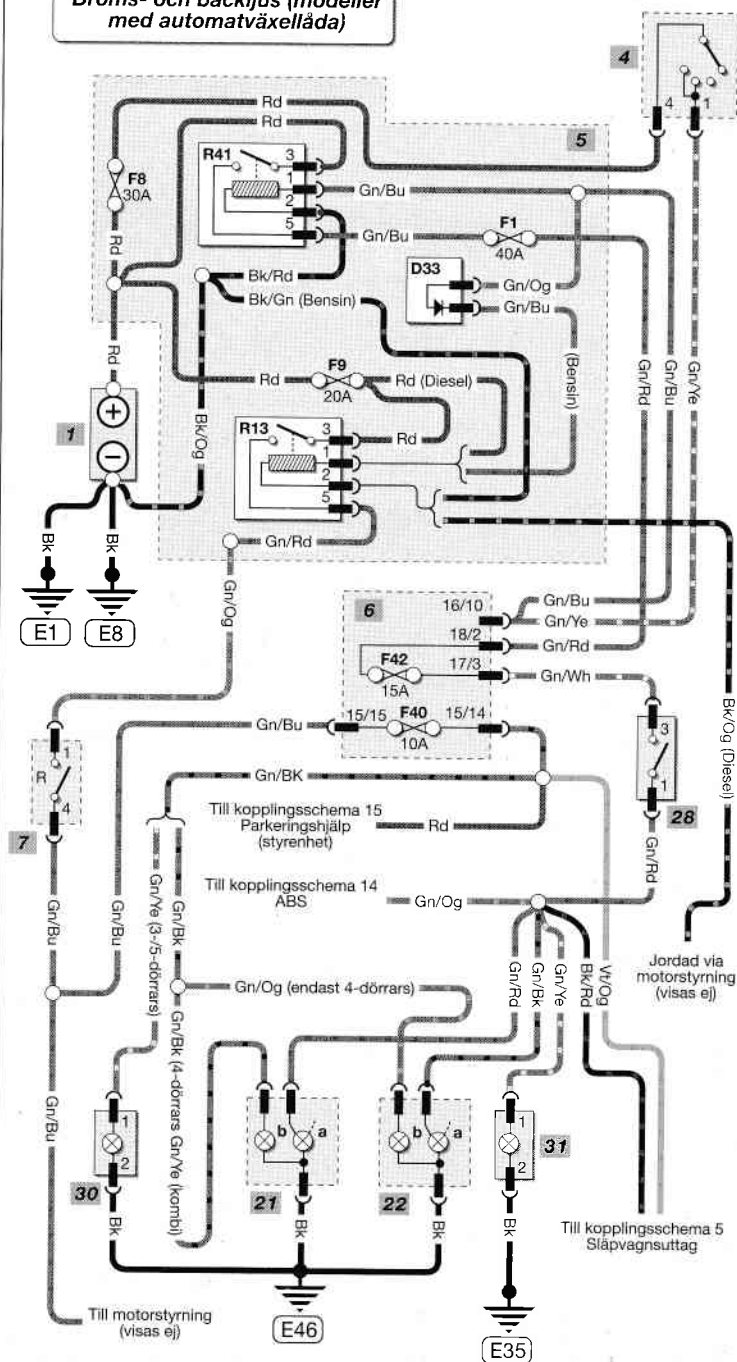 Broms- och backljus (modeller
med automatväxellåda)
4
4
1
Rd
Rd
5
R41
3
1
2
5
F8
30A
Gn/Bu
F1
40A
Gn/Bu
Rd
Bk/Rd
D33
Gn/Og
Gn/Bu
Bk/Gn (Bensin)
(Bensin)
Gn/Rd
Gn/Bu
Gn/Ye
Rd
F9
20A
Rd
Rd (Diesel)
1
Bk/Og
R13
3
1
2
5
Rd
Bk
Bk
Gn/Rd
Gn/Og
E1
E8
6
16/10
Gn/Bu
Gn/Ye
18/2
Gn/Rd
F42
15A
17/3
Gn/Wh
Gn/Bu
15/15
F40
10A
15/14
Bk/Og (Diesel)
1
R
4
7
3
1
28
Gn/BK
Till kopplingsschema 15
Parkeringshjälp
(styrenhet)
Rd
Gn/Rd
Till kopplingsschema 14
ABS
Gn/Og
Gn/Bu
Gn/Bu
Gn/Ye (3-/5-dörrars)
Gn/Bk
Jordad via
motorstyrning
(visas ej)
Gn/Rd
Gn/Bk
Gn/Ye
Bk/Rd
Vt/Og
Gn/Og (endast 4-dörrars)
Gn/Bk (4-dörrars Gn/Ye (kombi)
Gn/Bu
1
2
30
b
a
21
b
a
22
1
2
31
Bk
Bk
Bk
Bk
Till kopplingsschema 5
Släpvagnsuttag
Till motorstyrning
(visas ej)
E46
E35